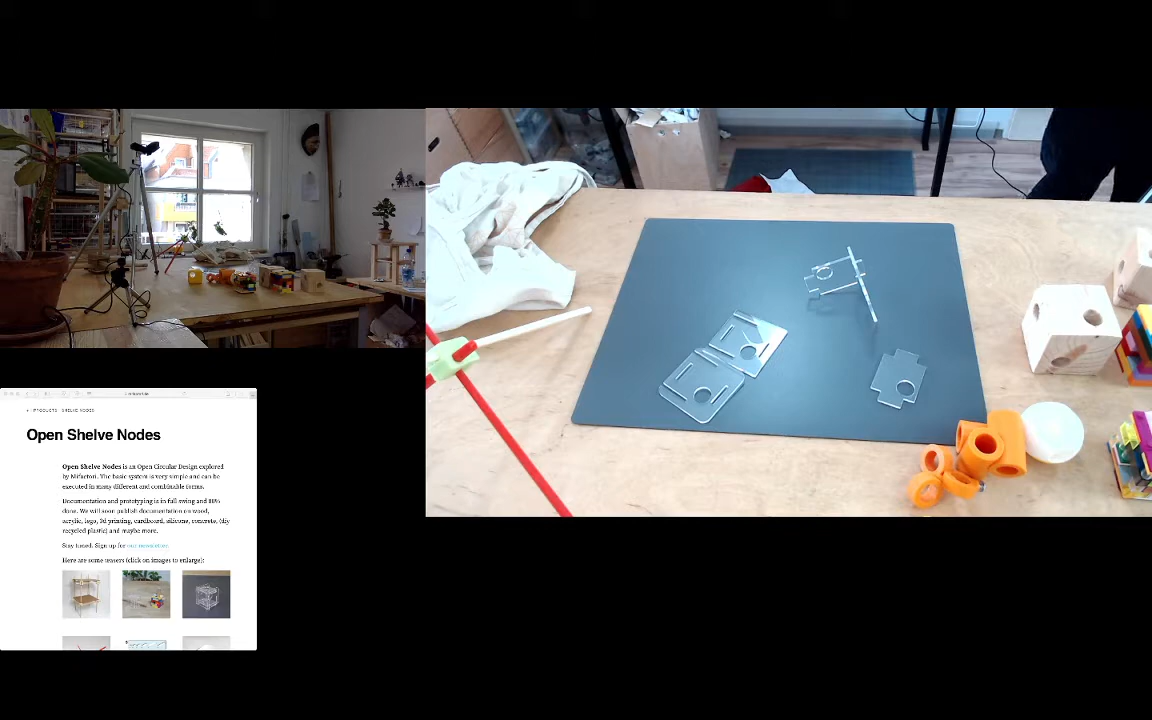 PRODUCTS SHELVE NODES
Open Shelve Nodes
Open Shelve Nodes is an Open Circular Design explored
by Mifactori. The basic system is very simple and can be
executed in many different and combinable forms.
Documentation and prototyping is in full swing and 80%
done. We will soon publish documentation on wood,
acrylic, lego, 3d printing, cardboard, silicone, concrete, (diy
recycled plastic) and maybe more.
Stay tuned. Sign up for our newsletter.
Here are some teasers (click on images to enlarge):